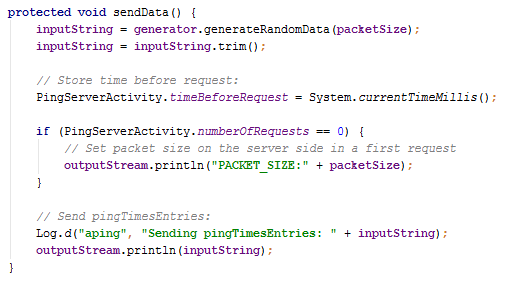 protected void sendData() {
inputString = generator.generateRandomData(packetSize);
inputString = inputString.trim();
// Store time before request:
PingServerActivity.timeBeforeRequest = System.currentTimeMillis();
if (PingServerActivity.numberOfRequests == 0) {
// Set packet size on the server side in a first request
outputStream.println("PACKET_SIZE:" + packetSize);
}
// Send pingTimesEntries:
Log.d("aping", "Sending pingTimesEntries: " + inputString);
outputStream.println(inputString);
}